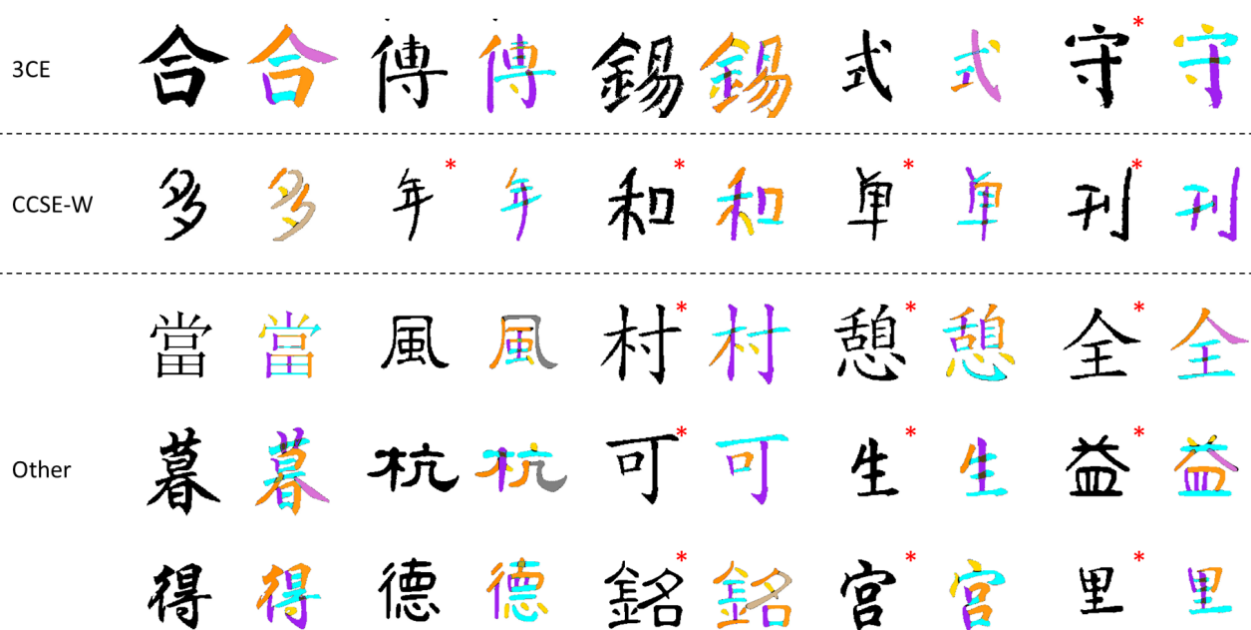 3CE 合 合 傳 傳 錫 錫 式 式 守 * 守
CCSE-W 多 多 年 * 年 和 * 和 单 * 单 刊 * 刊
當 當 風 風 村 * 村 憩 * 憩 全 * 全
Other 暮 暮 杭 杭 可 * 可 生 * 生 益 * 益
得 得 德 德 銘 * 銘 宮 * 宮 里 * 里